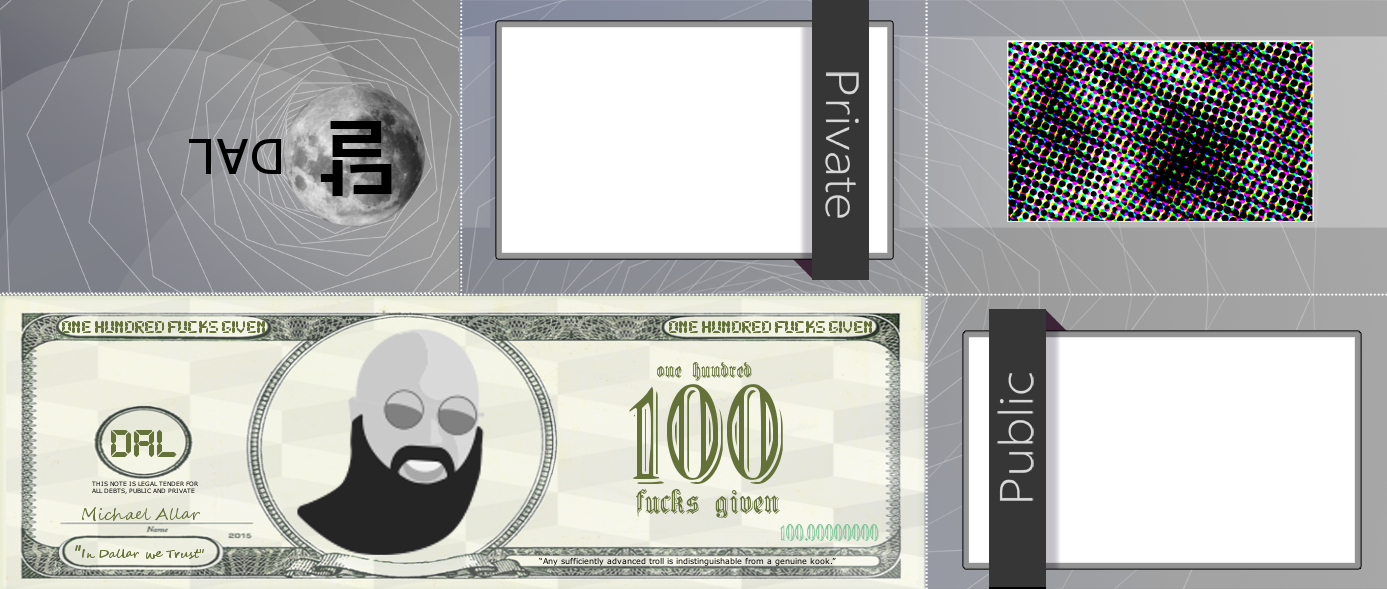 달 DAL
Private
ONE HUNDRED FUCKS GIVEN
ONE HUNDRED FUCKS GIVEN
one hundred
100
fucks given
100.00000000
DAL
THIS NOTE IS LEGAL TENDER FOR
ALL DEBTS, PUBLIC AND PRIVATE
Michael Allar
Name
2015
"In Dallar we Trust"
"Any sufficiently advanced troll is indistinguishable from a genuine kook."
Public